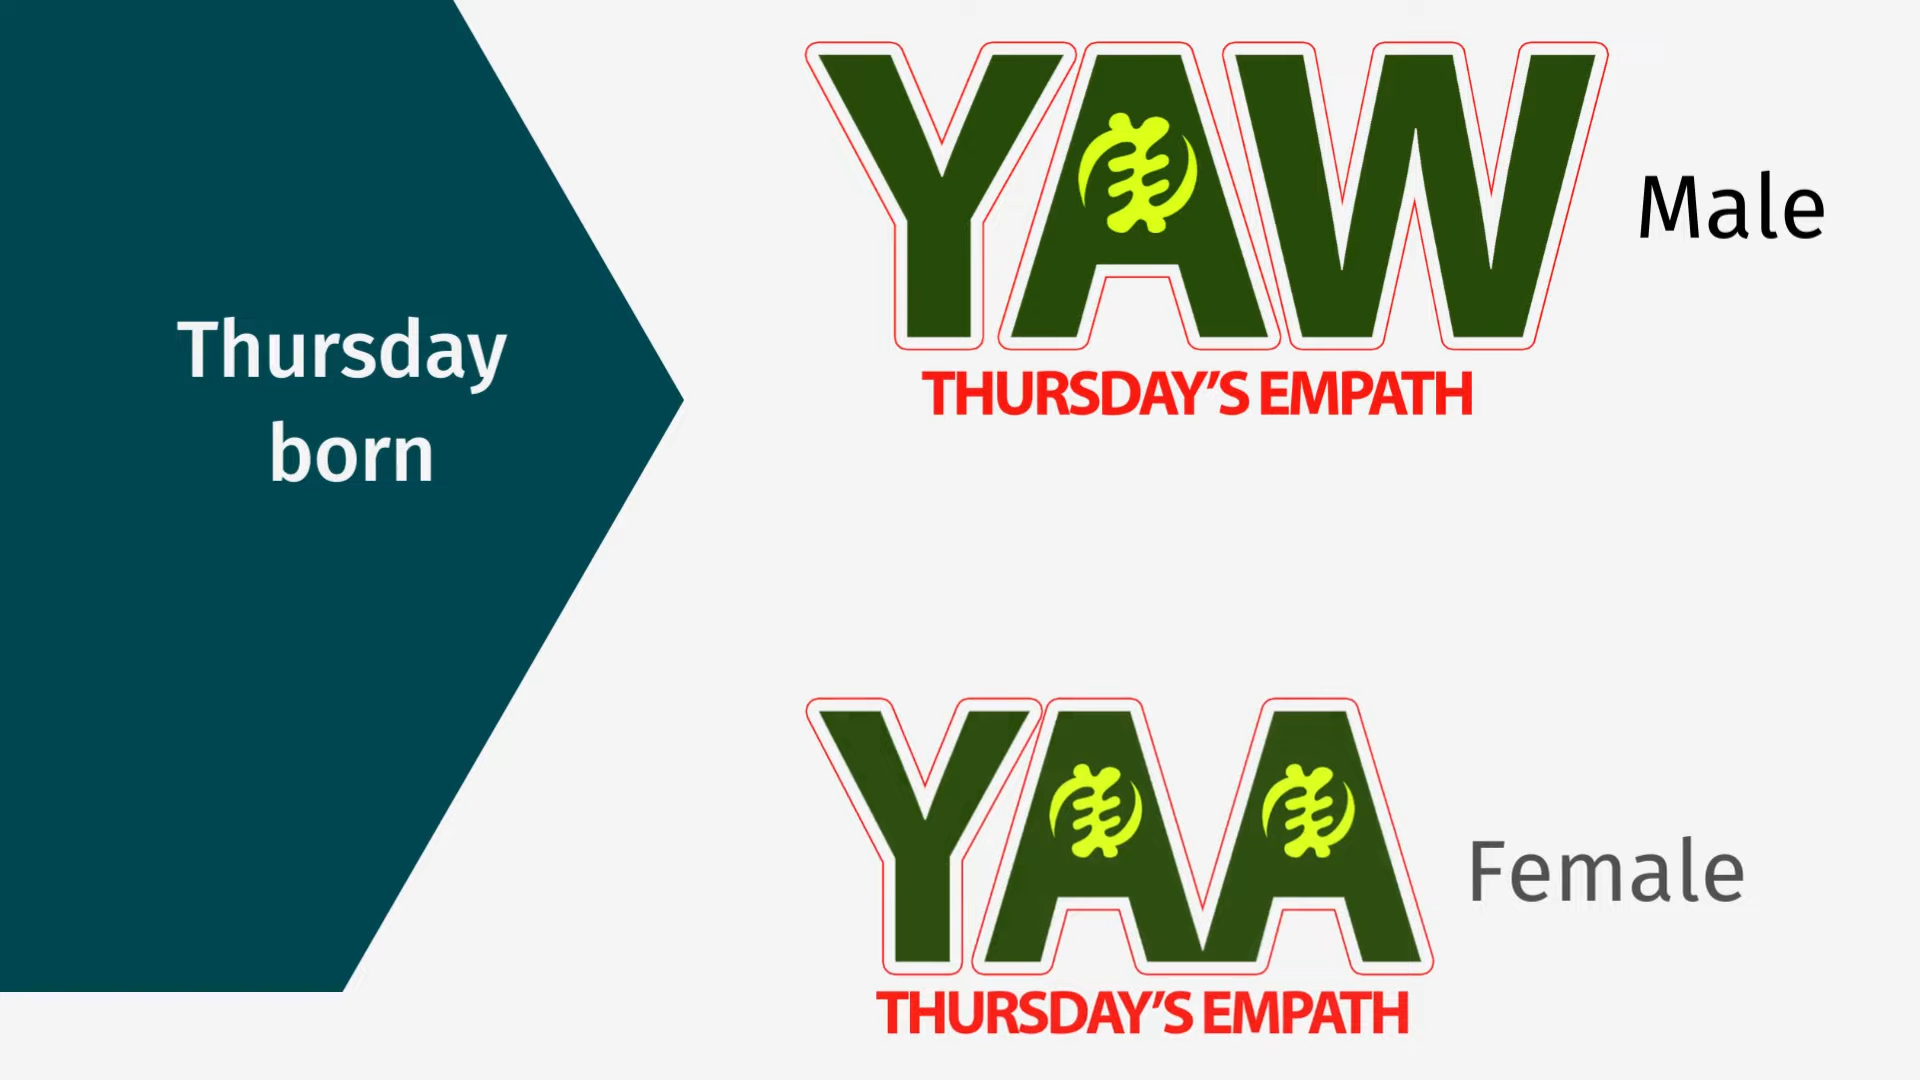 Thursday
born
YAW
Male
THURSDAY’S EMPATH
YAA
Female
THURSDAY’S EMPATH